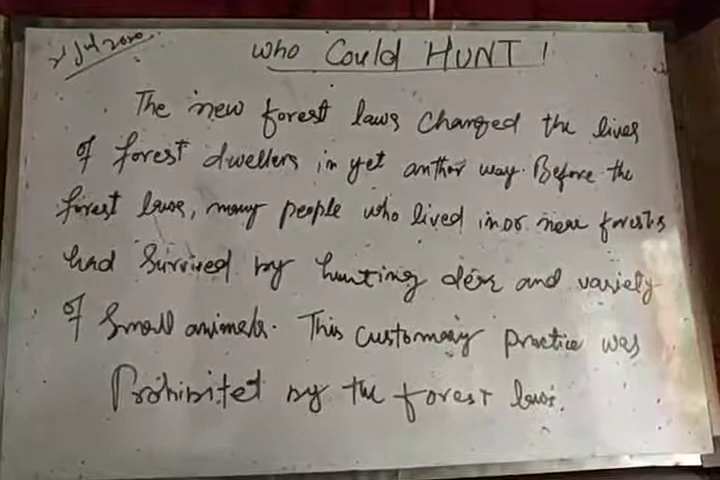 2 Jul 2020
Who Could HUNT !
The new forest laws changed the lives
of forest dwellers in yet anthor way. Before the
forest laws, many people who lived in or near forests
had Survived by hunting deer and variety
of Small animals. This customary practice was
Prohibited by the forest laws.